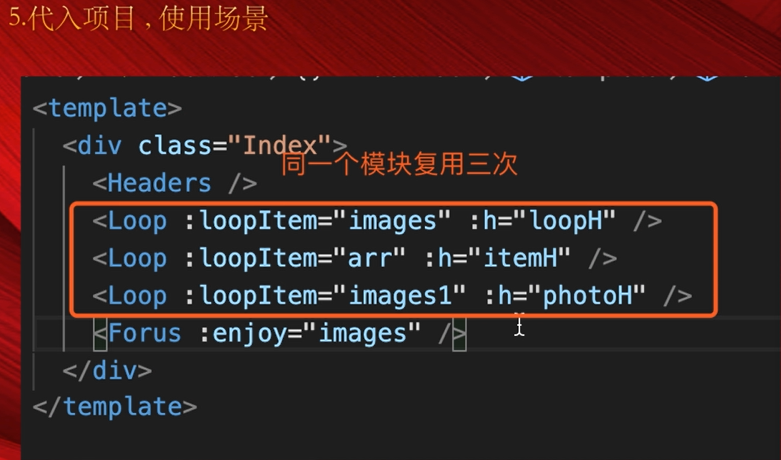 5.代入项目 , 使用场景
<template>
<div class="Index">
同一个模块复用三次
<Headers />
<Loop :loopItem="images" :h="loopH" />
<Loop :loopItem="arr" :h="itemH" />
<Loop :loopItem="images1" :h="photoH" />
<Forus :enjoy="images" />
</div>
</template>